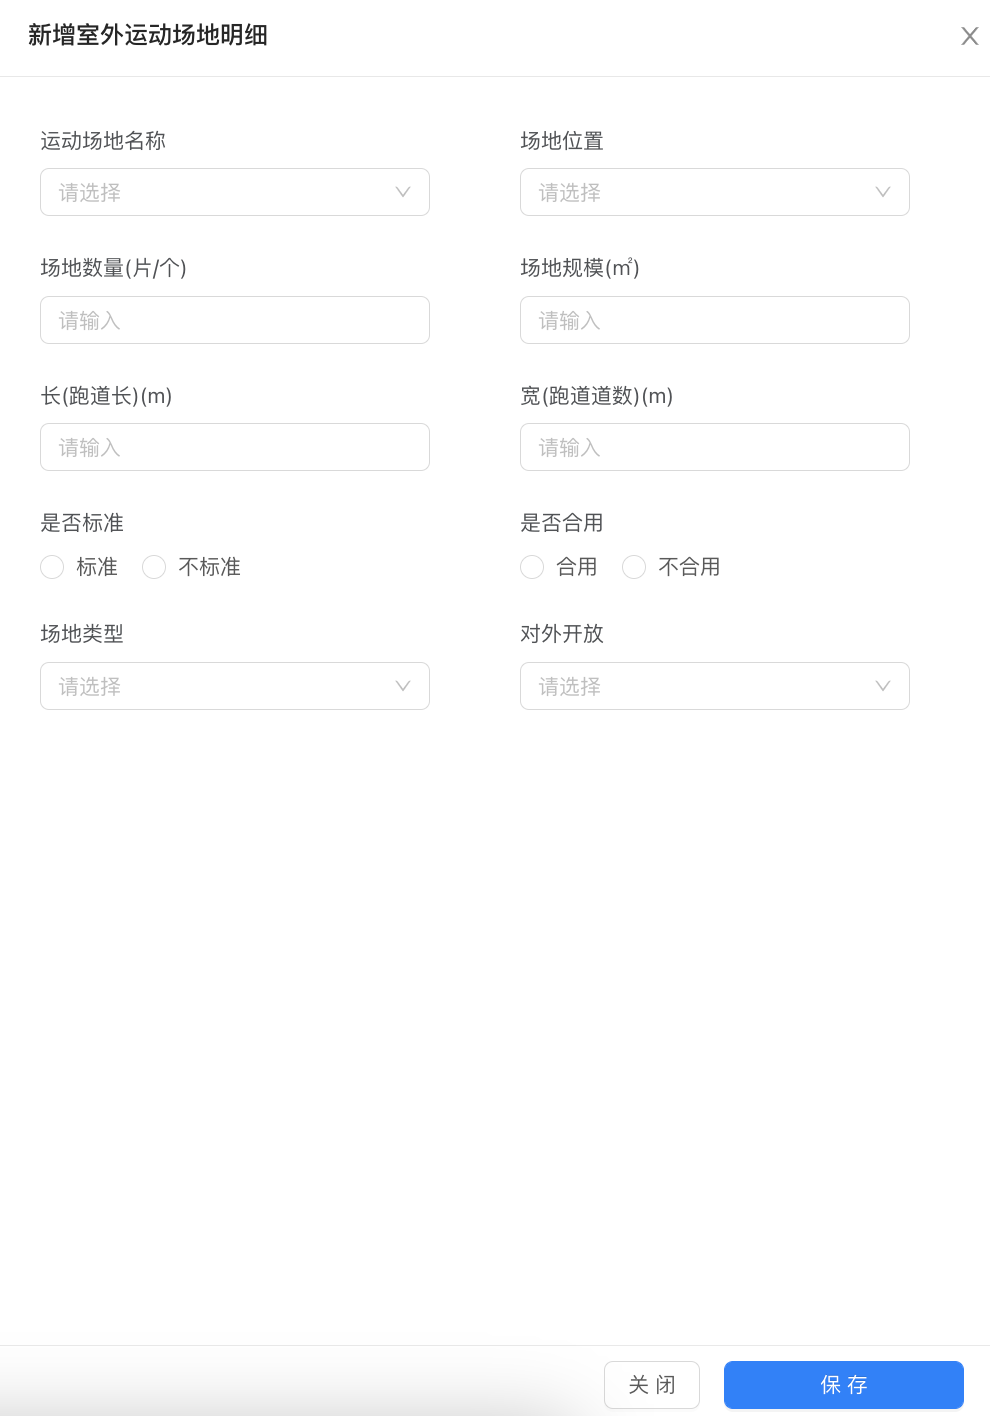 新增室外运动场地明细
运动场地名称
场地位置
请选择
请选择
场地数量(片/个)
场地规模(㎡)
请输入
请输入
长(跑道长)(m)
宽(跑道道数)(m)
请输入
请输入
是否标准
是否合用
标准 不标准
合用 不合用
场地类型
对外开放
请选择
请选择
关 闭
保 存